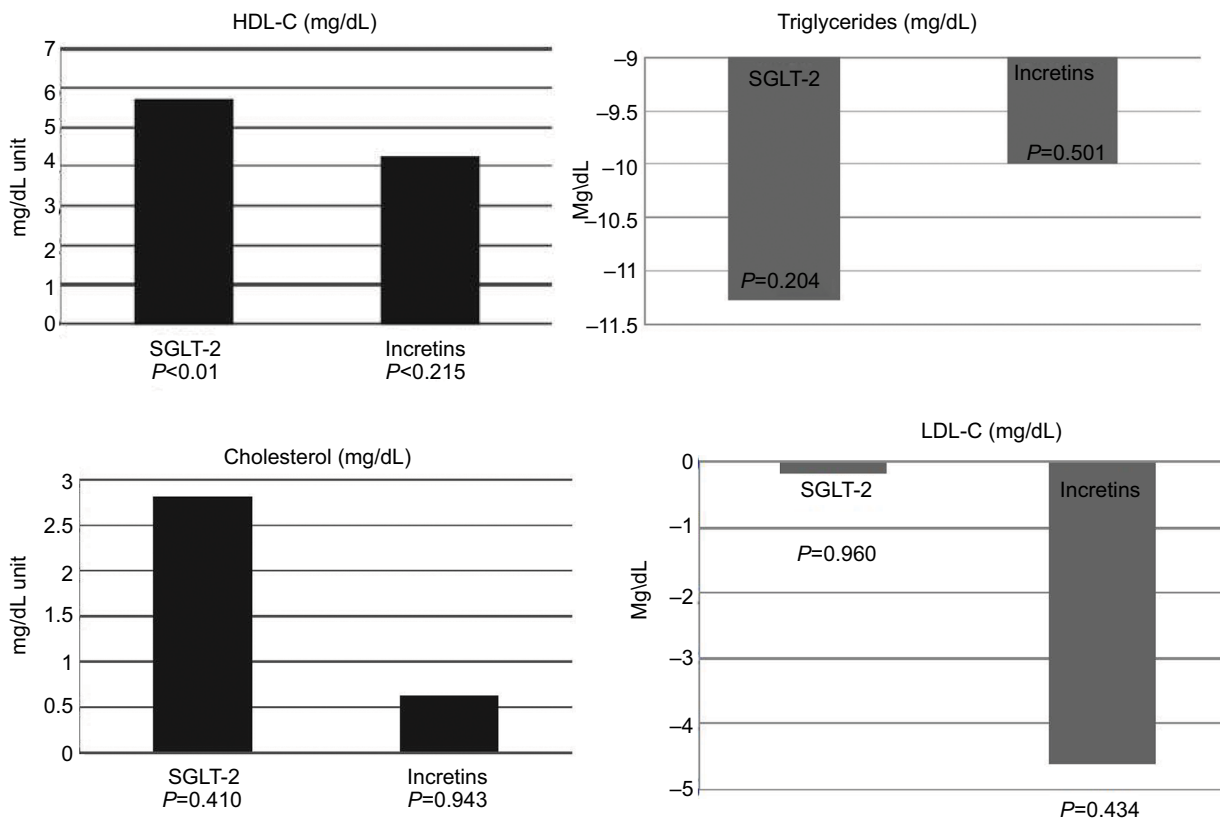 HDL-C (mg/dL)
mg/dL unit
7
6
5
4
3
2
1
0
SGLT-2
P<0.01
Incretins
P<0.215
Triglycerides (mg/dL)
Mg\dL
–9
–9.5
–10
–10.5
–11
–11.5
SGLT-2
P=0.204
Incretins
P=0.501
Cholesterol (mg/dL)
mg/dL unit
3
2.5
2
1.5
1
0.5
0
SGLT-2
P=0.410
Incretins
P=0.943
LDL-C (mg/dL)
Mg\dL
0
–1
–2
–3
–4
–5
SGLT-2
P=0.960
Incretins
P=0.434